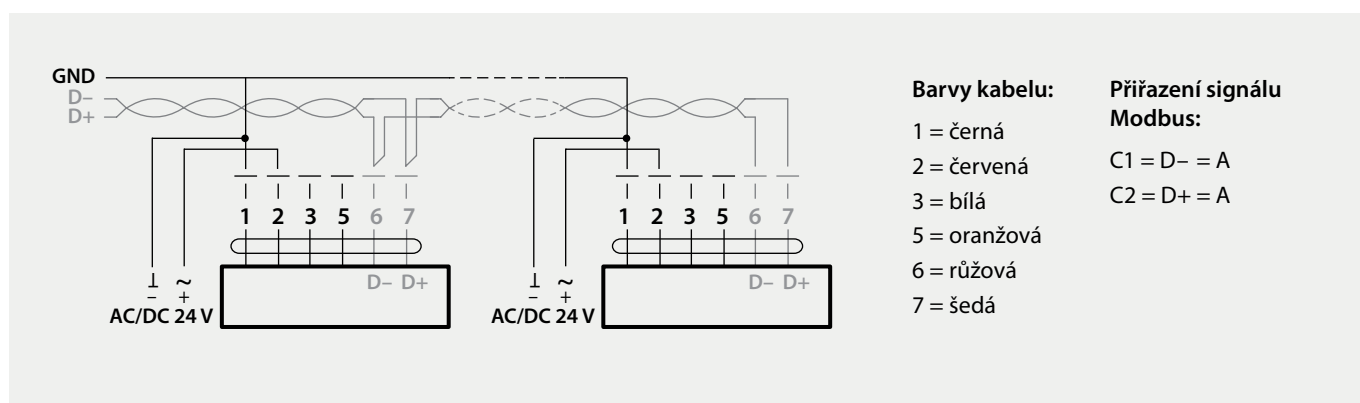 GND
D–
D+
1 2 3 5 6 7
1 2 3 5 6 7
⊥ ~
– +
AC/DC 24 V
D– D+
⊥ ~
– +
AC/DC 24 V
D– D+
Barvy kabelu:
1 = černá
2 = červená
3 = bílá
5 = oranžová
6 = růžová
7 = šedá
Přiřazení signálu
Modbus:
C1 = D– = A
C2 = D+ = A